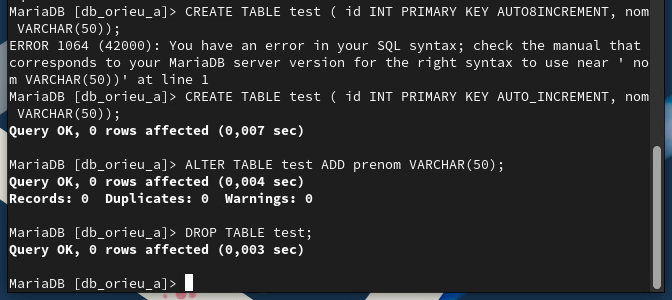 MariaDB [db_orieu_a]> CREATE TABLE test ( id INT PRIMARY KEY AUTO8INCREMENT, nom
 VARCHAR(50));
ERROR 1064 (42000): You have an error in your SQL syntax; check the manual that
corresponds to your MariaDB server version for the right syntax to use near ' no
m VARCHAR(50))' at line 1
MariaDB [db_orieu_a]> CREATE TABLE test ( id INT PRIMARY KEY AUTO_INCREMENT, nom
 VARCHAR(50));
Query OK, 0 rows affected (0,007 sec)

MariaDB [db_orieu_a]> ALTER TABLE test ADD prenom VARCHAR(50);
Query OK, 0 rows affected (0,004 sec)
Records: 0  Duplicates: 0  Warnings: 0

MariaDB [db_orieu_a]> DROP TABLE test;
Query OK, 0 rows affected (0,003 sec)

MariaDB [db_orieu_a]>